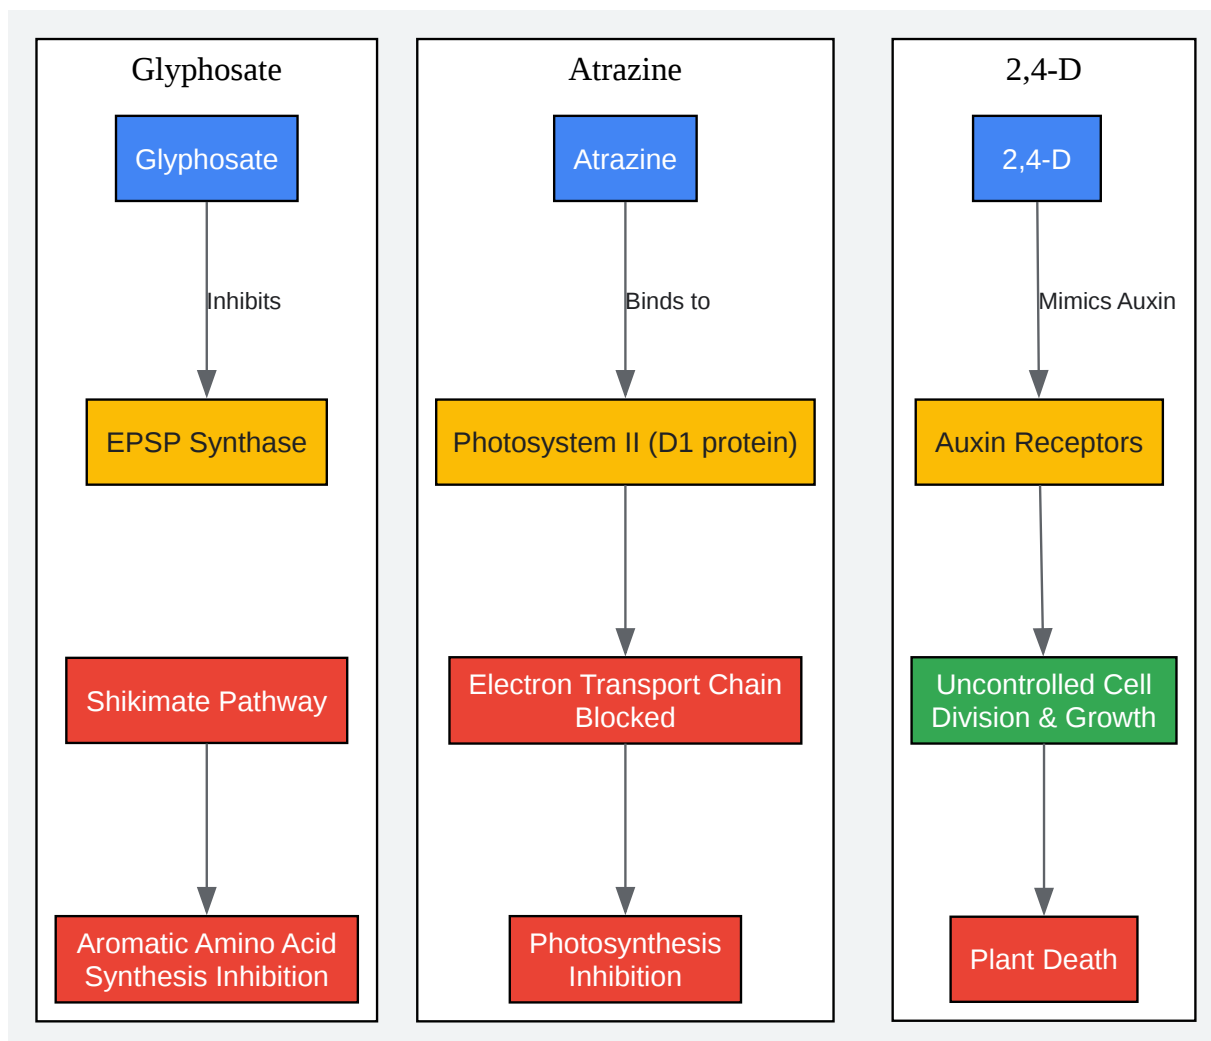 Glyphosate
Glyphosate
Inhibits
EPSP Synthase
Shikimate Pathway
Aromatic Amino Acid
Synthesis Inhibition
Atrazine
Atrazine
Binds to
Photosystem II (D1 protein)
Electron Transport Chain
Blocked
Photosynthesis
Inhibition
2,4-D
2,4-D
Mimics Auxin
Auxin Receptors
Uncontrolled Cell
Division & Growth
Plant Death